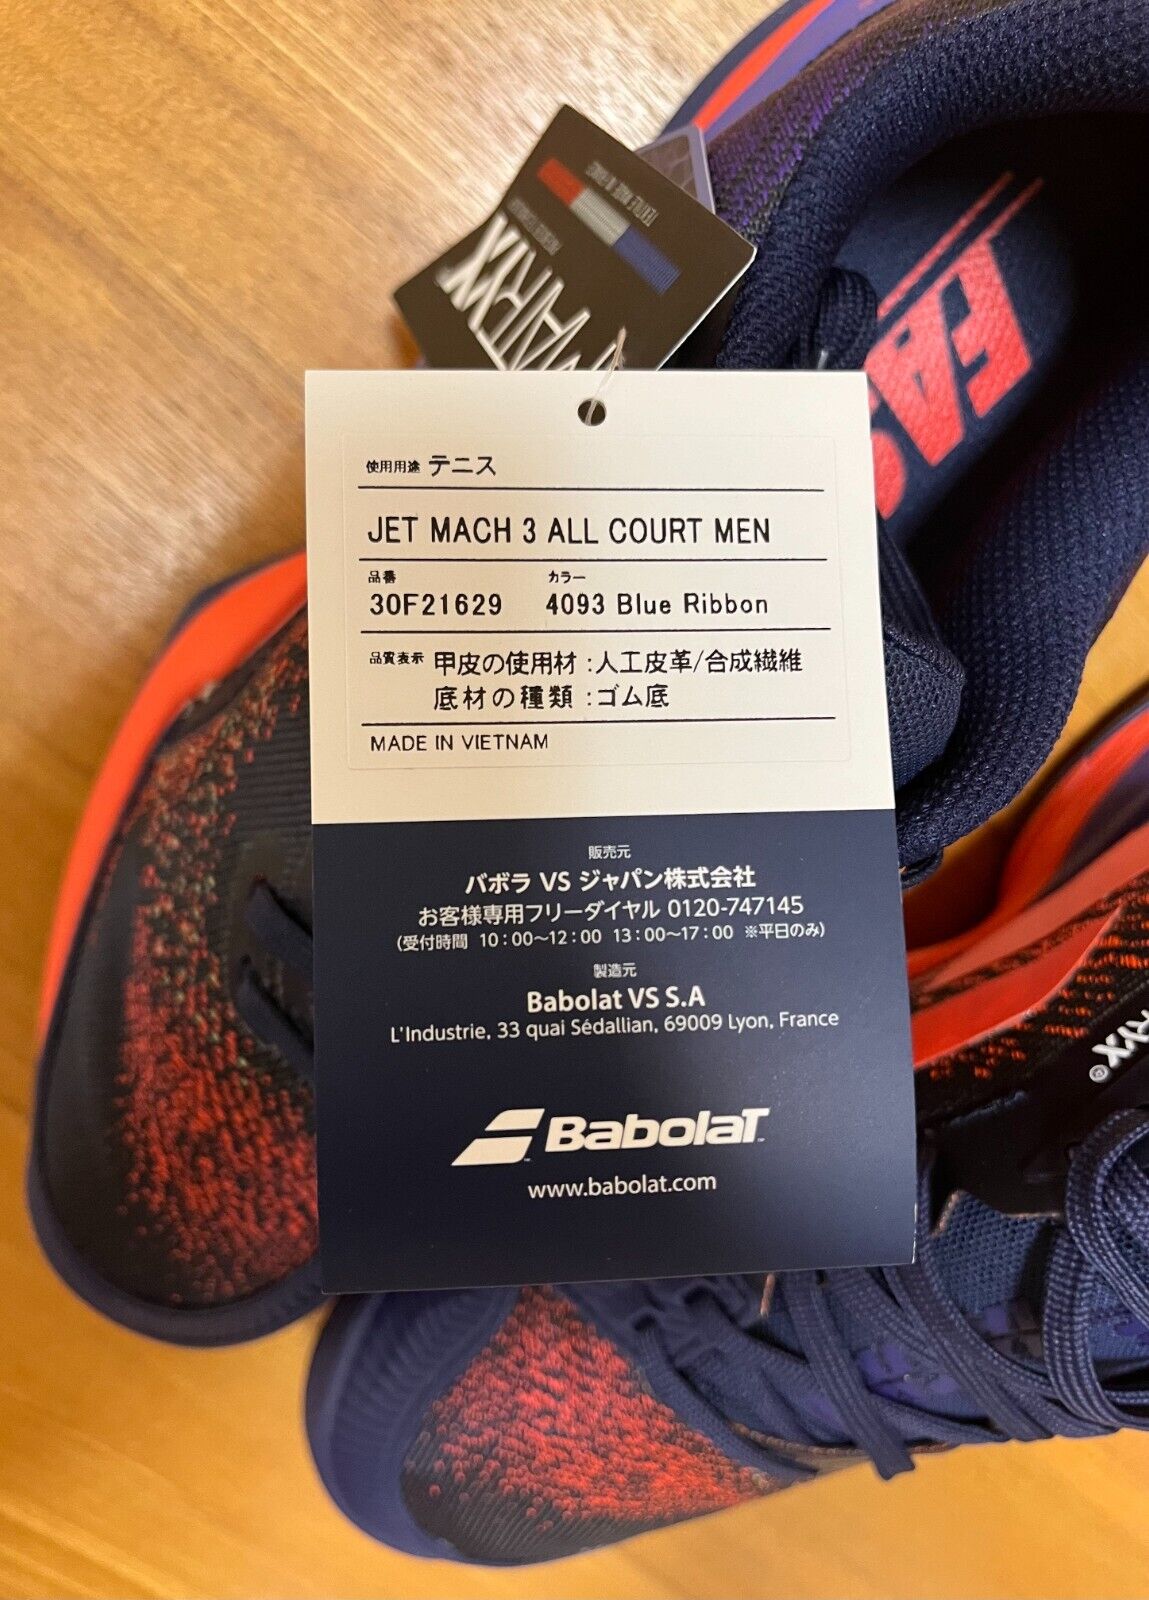 TEXTILE MADE IN FRANCE
MATRYX
使用用途 テニス
JET MACH 3 ALL COURT MEN
品番 カラー
30F21629 4093 Blue Ribbon
品質表示 甲皮の使用材：人工皮革/合成繊維
底材の種類：ゴム底
MADE IN VIETNAM
販売元
バボラ VS ジャパン株式会社
お客様専用フリーダイヤル 0120-747145
(受付時間 10：00〜12：00 13：00〜17：00 ※平日のみ)
製造元
Babolat VS S.A
L'Industrie, 33 quai Sédallian, 69009 Lyon, France
BabolaT
www.babolat.com